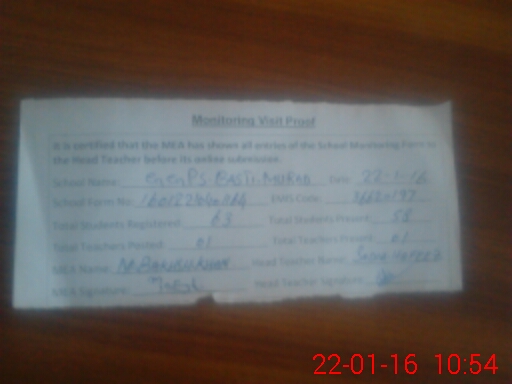 Monitoring Visit Proof
It is certified that the MEA has shown all entries of the School Monitoring Form to
the Head Teacher before its online submission.
School Name: GGPS BASTI MURAD Date: 22-1-16
School Form No. EMIS Code:
Total Students Registered: 63 Total Students Present: 58
Total Teachers Posted: 01 Total Teachers Present: 01
MEA Name: Head Teacher Name:
MEA Signature: Head Teacher Signature:
22-01-16 10:54